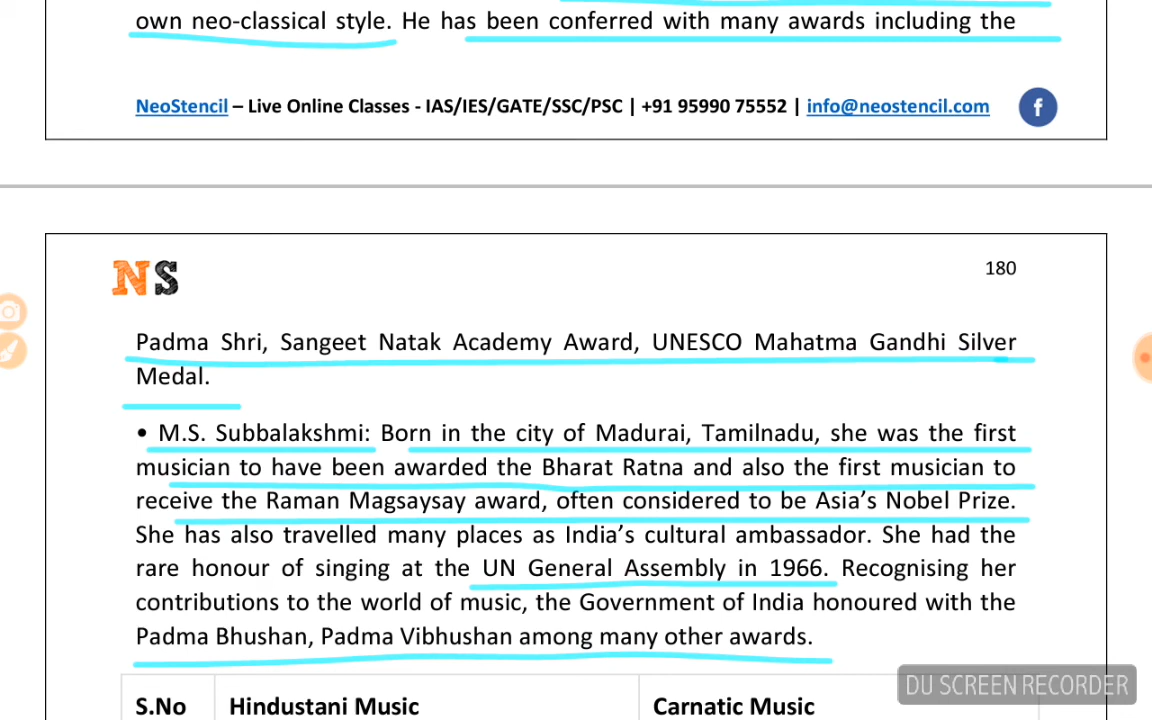 own neo-classical style. He has been conferred with many awards including the
NeoStencil – Live Online Classes - IAS/IES/GATE/SSC/PSC | +91 95990 75552 | info@neostencil.com f
NS
180
Padma Shri, Sangeet Natak Academy Award, UNESCO Mahatma Gandhi Silver
Medal.
• M.S. Subbalakshmi: Born in the city of Madurai, Tamilnadu, she was the first
musician to have been awarded the Bharat Ratna and also the first musician to
receive the Raman Magsaysay award, often considered to be Asia’s Nobel Prize.
She has also travelled many places as India’s cultural ambassador. She had the
rare honour of singing at the UN General Assembly in 1966. Recognising her
contributions to the world of music, the Government of India honoured with the
Padma Bhushan, Padma Vibhushan among many other awards.
S.No Hindustani Music Carnatic Music
DU SCREEN RECORDER